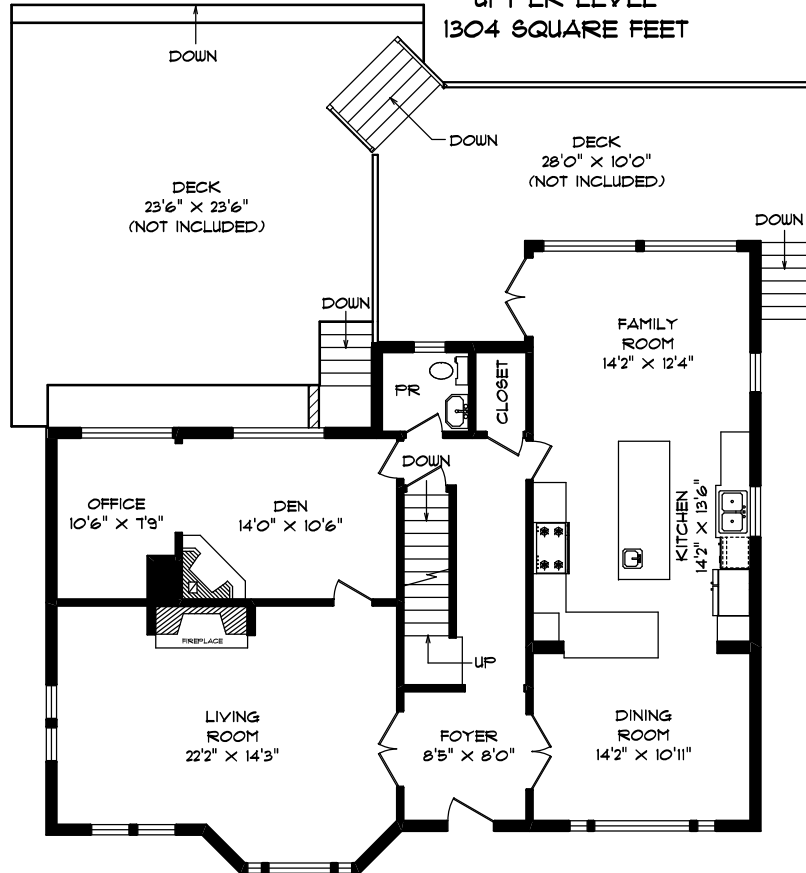 UPPER LEVEL
1304 SQUARE FEET
DOWN
DOWN
DECK
28'0" X 10'0"
(NOT INCLUDED)
DECK
23'6" X 23'6"
(NOT INCLUDED)
DOWN
DOWN
FAMILY
ROOM
14'2" X 12'4"
PR
CLOSET
DOWN
OFFICE
10'6" X 7'9"
DEN
14'0" X 10'6"
KITCHEN
14'2" X 13'6"
FIREPLACE
UP
LIVING
ROOM
22'2" X 14'3"
FOYER
8'5" X 8'0"
DINING
ROOM
14'2" X 10'11"